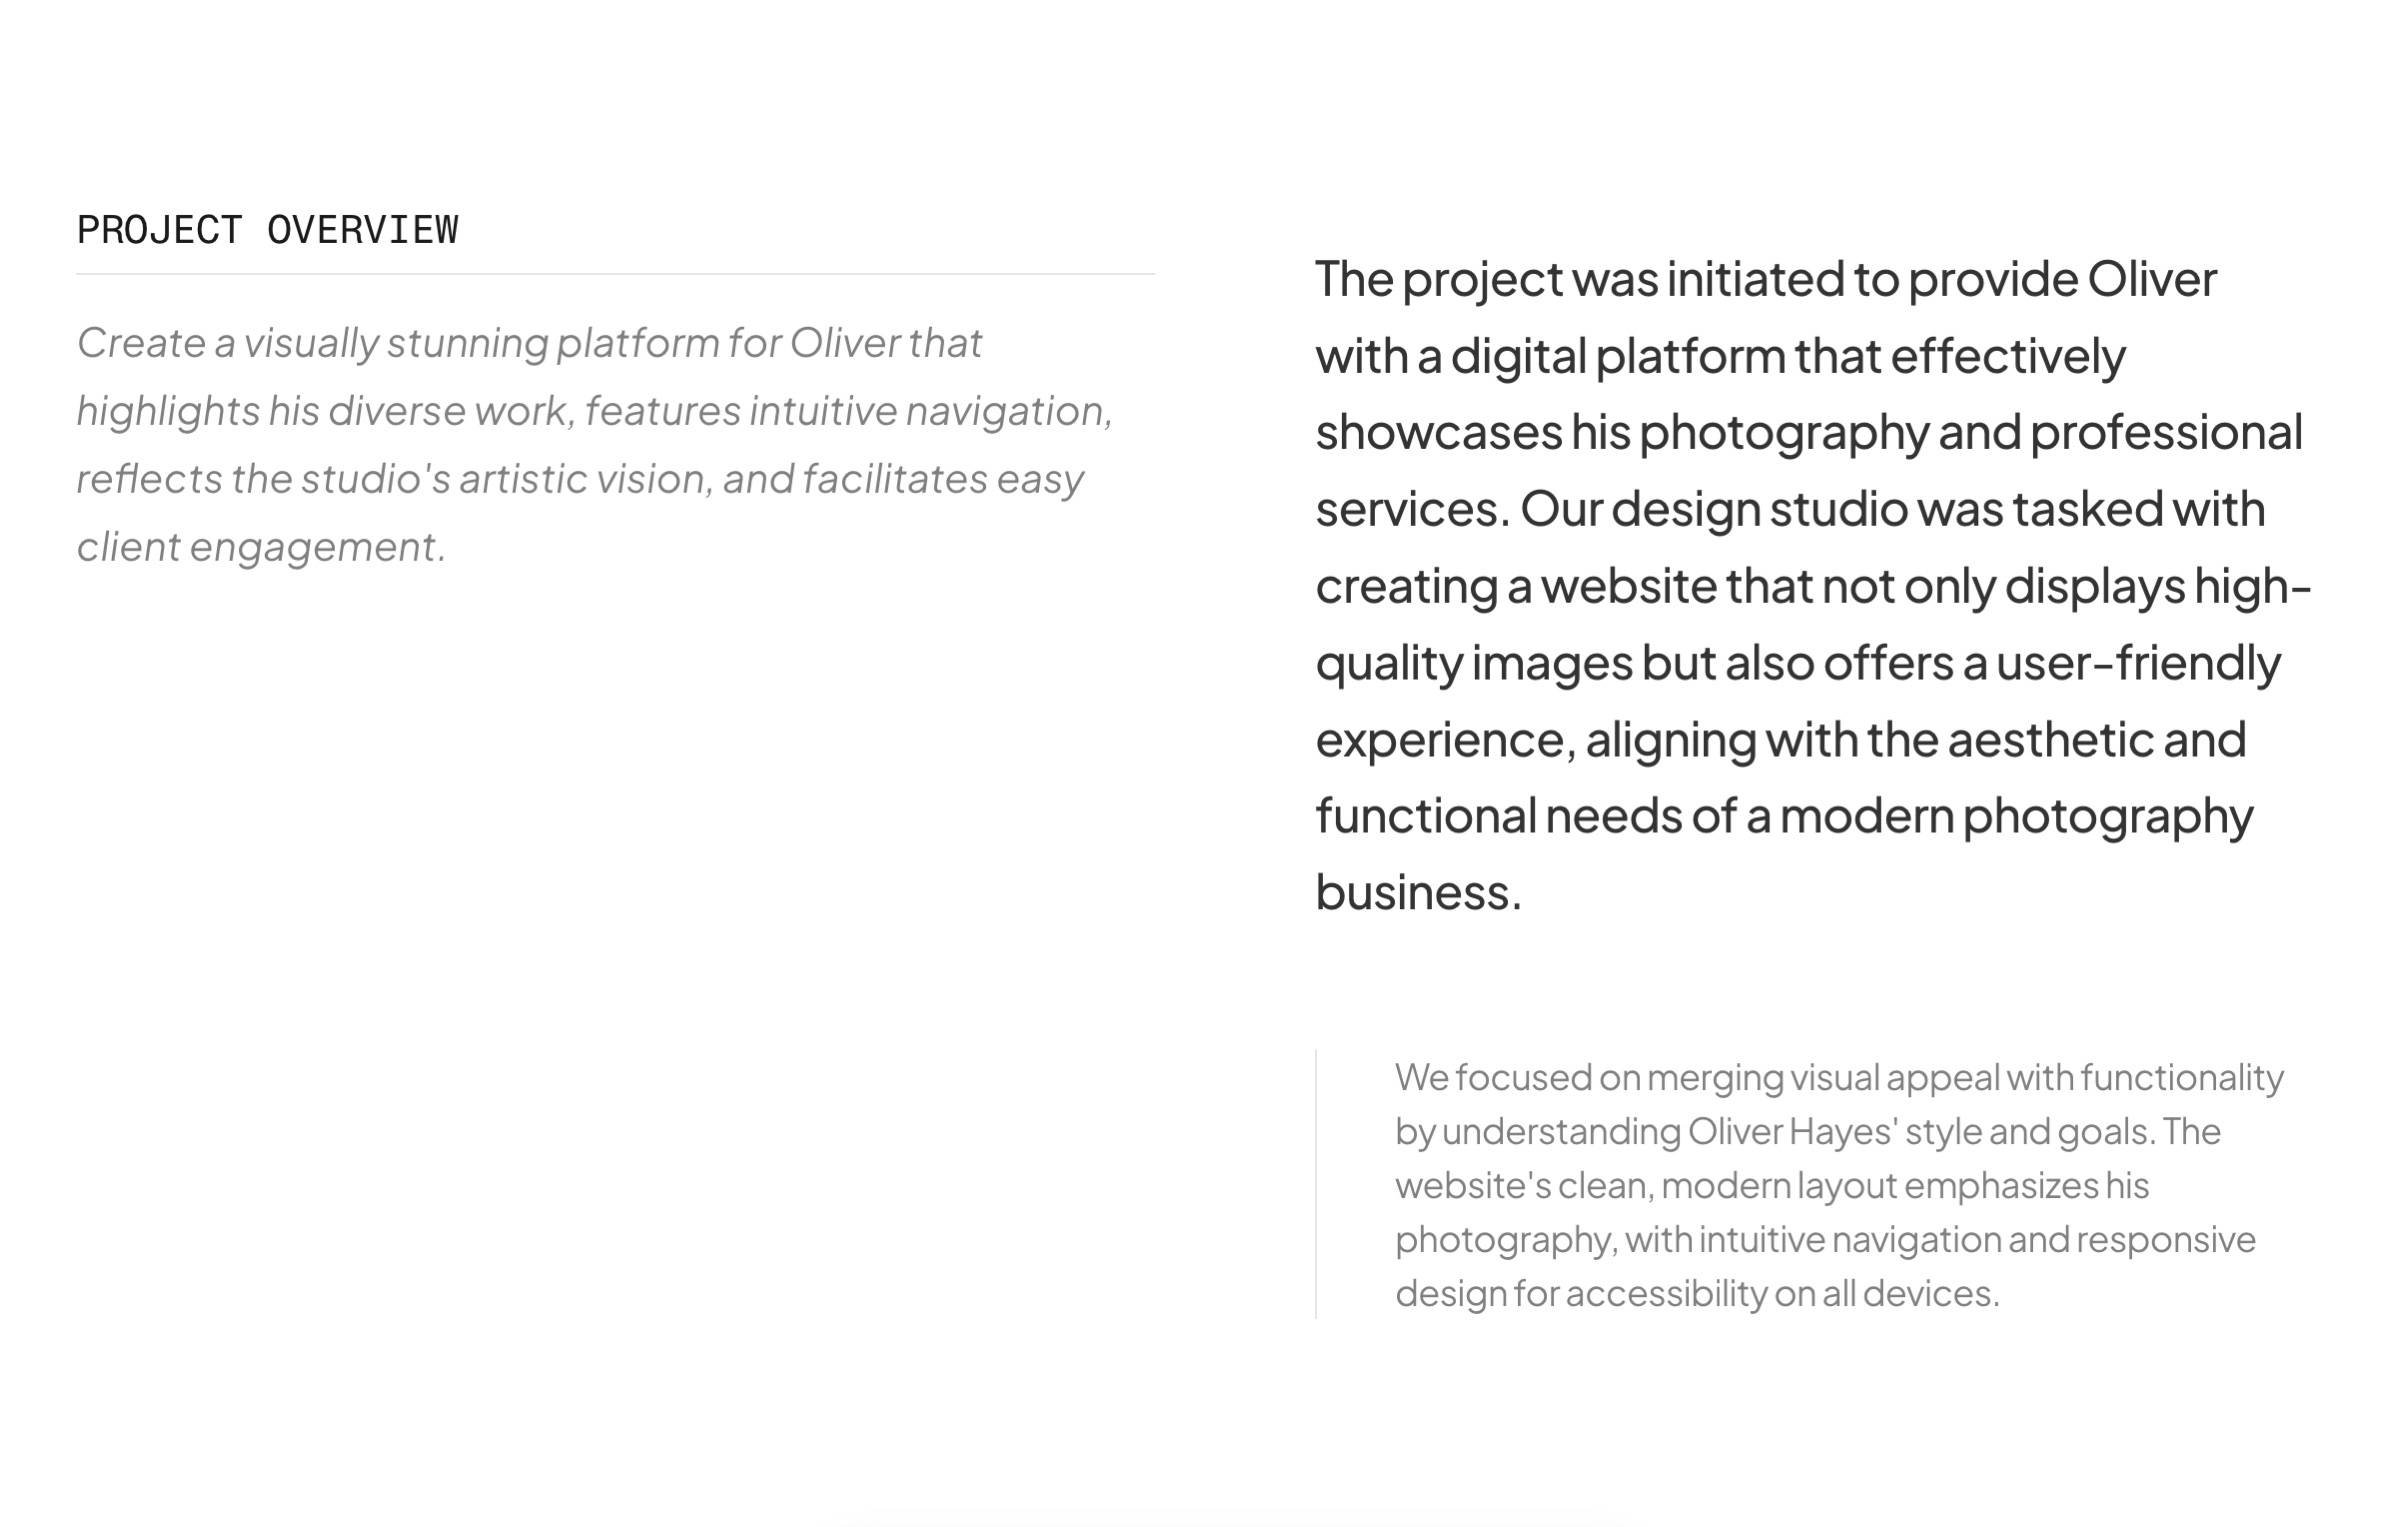 PROJECT OVERVIEW
Create a visually stunning platform for Oliver that
highlights his diverse work, features intuitive navigation,
reflects the studio's artistic vision, and facilitates easy
client engagement.
The project was initiated to provide Oliver
with a digital platform that effectively
showcases his photography and professional
services. Our design studio was tasked with
creating a website that not only displays high-
quality images but also offers a user-friendly
experience, aligning with the aesthetic and
functional needs of a modern photography
business.
We focused on merging visual appeal with functionality
by understanding Oliver Hayes' style and goals. The
website's clean, modern layout emphasizes his
photography, with intuitive navigation and responsive
design for accessibility on all devices.